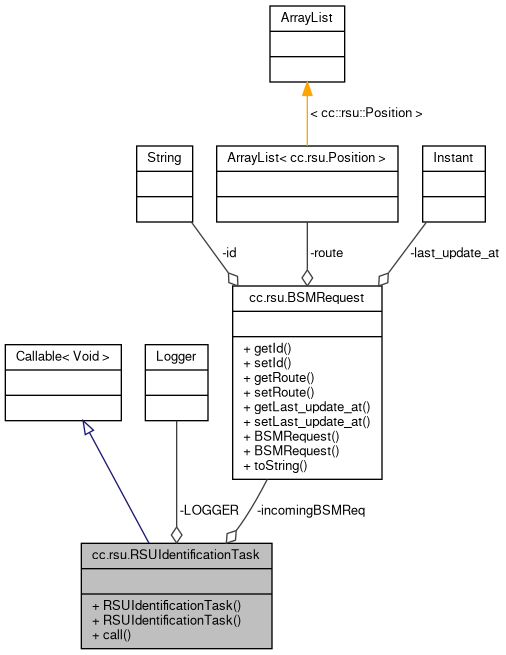 ArrayList
< cc::rsu::Position >
String
ArrayList< cc.rsu.Position >
Instant
-id
-route
-last_update_at
cc.rsu.BSMRequest
+ getId()
+ setId()
+ getRoute()
+ setRoute()
+ getLast_update_at()
+ setLast_update_at()
+ BSMRequest()
+ BSMRequest()
+ toString()
Callable< Void >
Logger
-LOGGER
-incomingBSMReq
cc.rsu.RSUIdentificationTask
+ RSUIdentificationTask()
+ RSUIdentificationTask()
+ call()